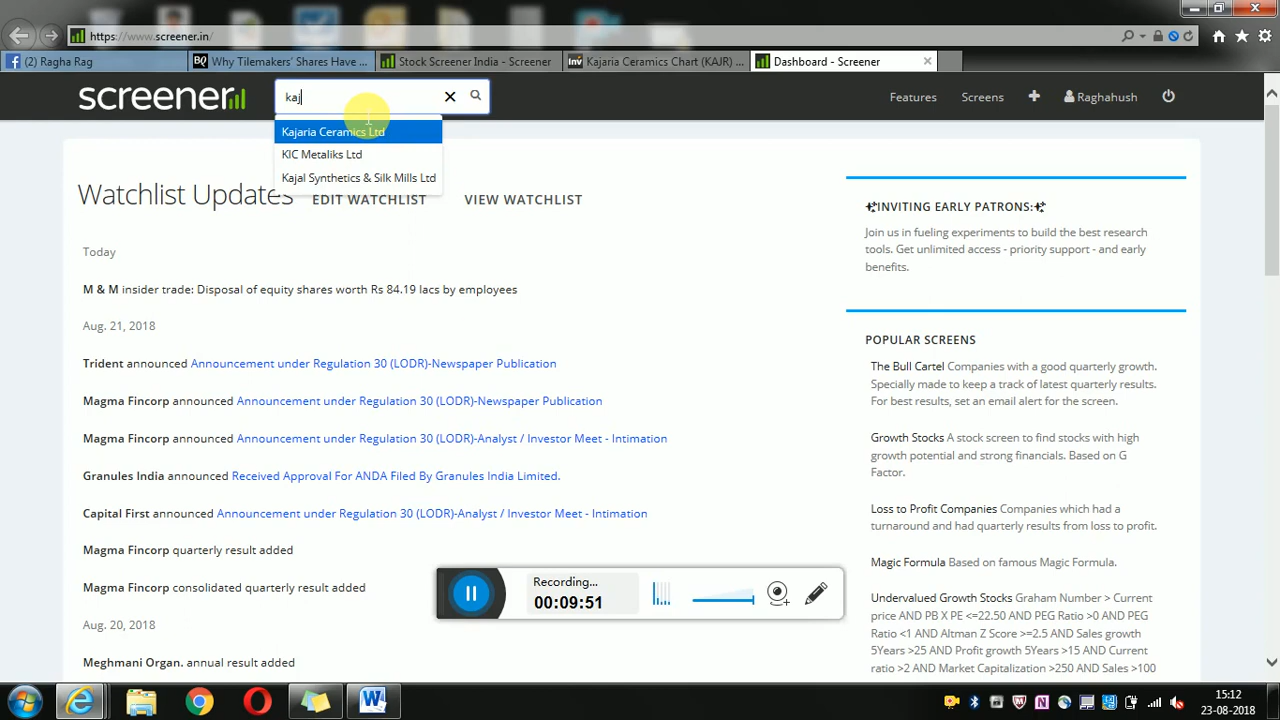 https://www.screener.in/
(2) Ragha Rag
BQ Why Tilemakers' Shares Have ...
Stock Screener India - Screener
Inv Kajaria Ceramics Chart (KAJR) ...
Dashboard - Screener
screener
kaj
Features
Screens
Raghahush
Kajaria Ceramics Ltd
KIC Metaliks Ltd
Kajal Synthetics & Silk Mills Ltd
Watchlist Updates
EDIT WATCHLIST
VIEW WATCHLIST
Today
M & M insider trade: Disposal of equity shares worth Rs 84.19 lacs by employees
Aug. 21, 2018
Trident announced Announcement under Regulation 30 (LODR)-Newspaper Publication
Magma Fincorp announced Announcement under Regulation 30 (LODR)-Newspaper Publication
Magma Fincorp announced Announcement under Regulation 30 (LODR)-Analyst / Investor Meet - Intimation
Granules India announced Received Approval For ANDA Filed By Granules India Limited.
Capital First announced Announcement under Regulation 30 (LODR)-Analyst / Investor Meet - Intimation
Magma Fincorp quarterly result added
Magma Fincorp consolidated quarterly result added
Aug. 20, 2018
Meghmani Organ. annual result added
INVITING EARLY PATRONS:
Join us in fueling experiments to build the best research
tools. Get unlimited access - priority support - and early
benefits.
POPULAR SCREENS
The Bull Cartel Companies with a good quarterly growth.
Specially made to keep a track of latest quarterly results.
For best results, set an email alert for the screen.
Growth Stocks A stock screen to find stocks with high
growth potential and strong financials. Based on G
Factor.
Loss to Profit Companies Companies which had a
turnaround and had quarterly results from loss to profit.
Magic Formula Based on famous Magic Formula.
Undervalued Growth Stocks Graham Number > Current
price AND PB X PE <=22.50 AND PEG Ratio >0 AND PEG
Ratio <1 AND Altman Z Score >=2.5 AND Sales growth
5Years >25 AND Profit growth 5Years >15 AND Current
ratio >2 AND Market Capitalization >250 AND Sales >100
Recording...
00:09:51
15:12
23-08-2018